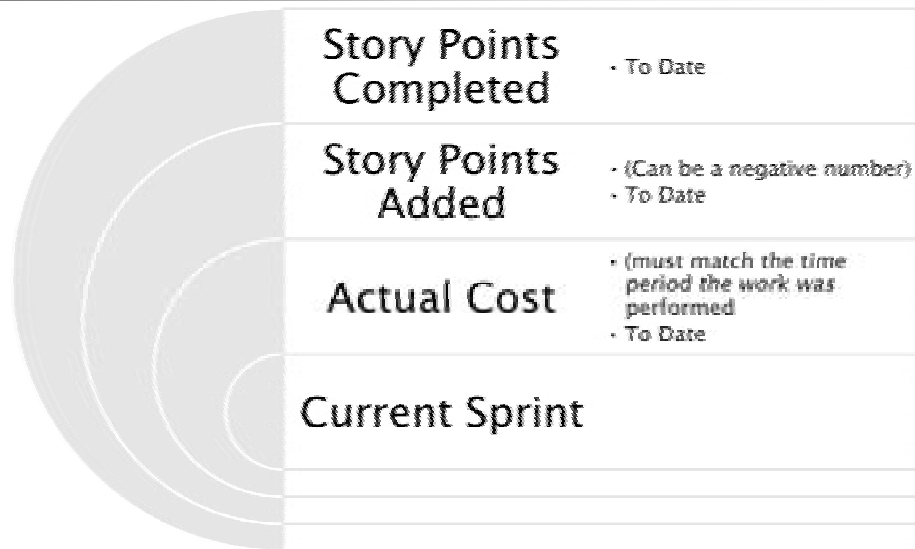 Story Points
Completed
• To Date
Story Points
Added
• (Can be a negative number)
• To Date
Actual Cost
• (must match the time
period the work was
performed
• To Date
Current Sprint